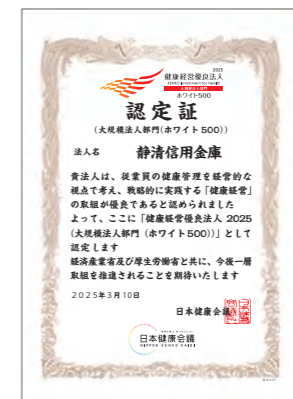 2025
健康経営優良法人
KENKO Investment for Health
大規模法人部門
ホワイト500
認定証
(大規模法人部門(ホワイト500))
法人名 静清信用金庫
貴法人は、従業員の健康管理を経営的な
視点で考え、戦略的に実践する「健康経営」
の取組が優良であると認められました
よって、ここに「健康経営優良法人 2025
(大規模法人部門 (ホワイト500))」として
認定します
経済産業省及び厚生労働省と共に、今後一層
取組を推進されることを期待いたします
2025年3月10日
日本健康会議
日本健康会議
NIPPON KENKO KAIGI